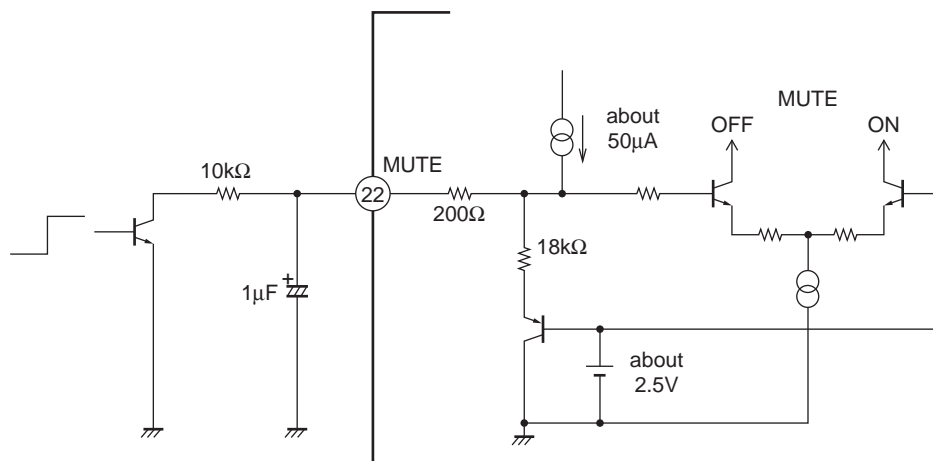 MUTE
about
50μA
OFF
ON
10kΩ
MUTE
22
200Ω
18kΩ
+
1μF
about
2.5V